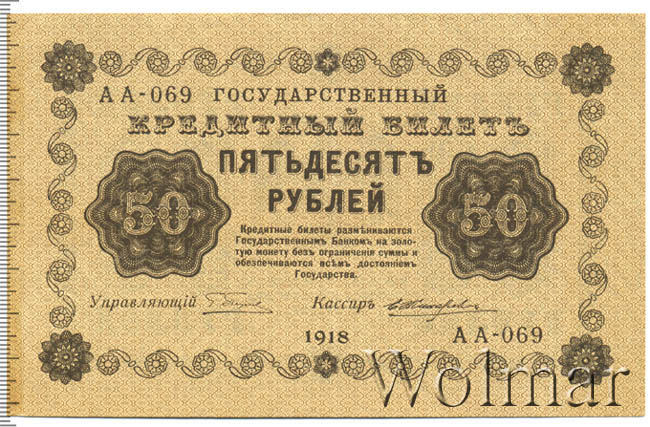 АА-069 ГОСУДАРСТВЕННЫЙ
КРЕДИТНЫЙ БИЛЕТЪ
ПЯТЬДЕСЯТЪ
РУБЛЕЙ
50
50
Кредитные билеты размѣниваются
Государственнымъ Банкомъ на золо-
тую монету безъ ограниченія суммы и
обезпечиваются всѣмъ достояніемъ
Государства.
Управляющій Кассиръ
1918 АА-069
Wolmar